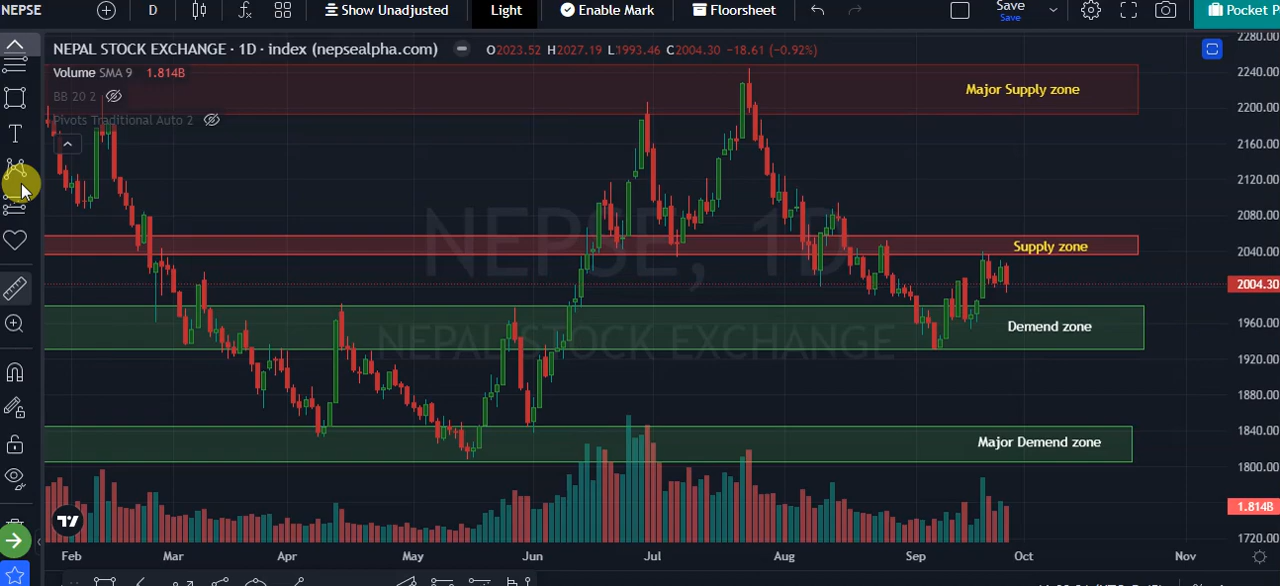 NEPSE D Show Unadjusted Light Enable Mark Floorsheet Save Pocket P
Save
NEPAL STOCK EXCHANGE · 1D · index (nepsealpha.com) O2023.52 H2027.19 L1993.46 C2004.30 −18.61 (−0.92%)
Volume SMA 9 1.814B
BB 20 2
Pivots Traditional Auto 2
Major Supply zone
Supply zone
Demend zone
Major Demend zone
NEPSE, 1D
NEPAL STOCK EXCHANGE
2280.00
2240.00
2200.00
2160.00
2120.00
2080.00
2040.00
2004.30
1960.00
1920.00
1880.00
1840.00
1800.00
1.814B
1720.00
Feb Mar Apr May Jun Jul Aug Sep Oct Nov